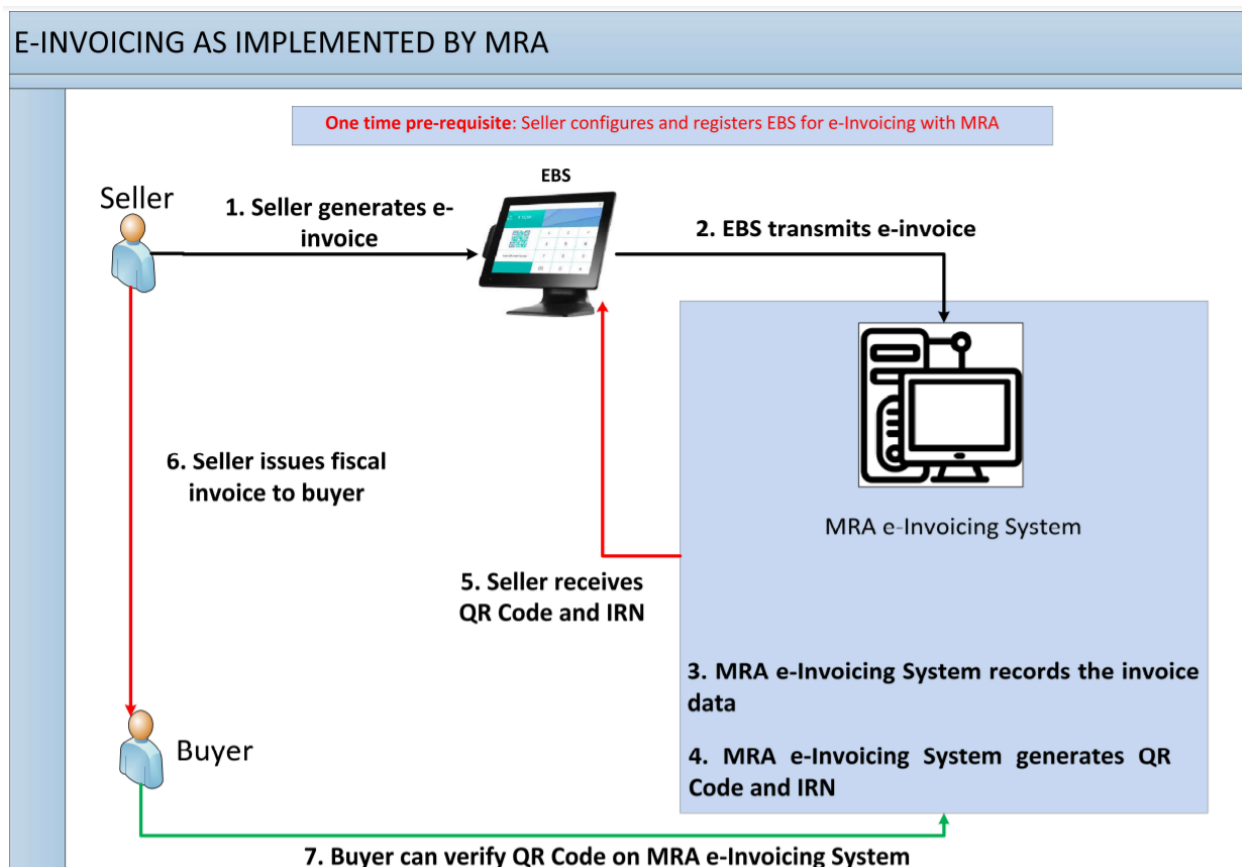 E-INVOICING AS IMPLEMENTED BY MRA
One time pre-requisite: Seller configures and registers EBS for e-Invoicing with MRA
Seller
1. Seller generates e-
invoice
EBS
2. EBS transmits e-invoice
MRA e-Invoicing System
6. Seller issues fiscal
invoice to buyer
5. Seller receives
QR Code and IRN
3. MRA e-Invoicing System records the invoice
data
4. MRA e-Invoicing System generates QR
Code and IRN
Buyer
7. Buyer can verify QR Code on MRA e-Invoicing System